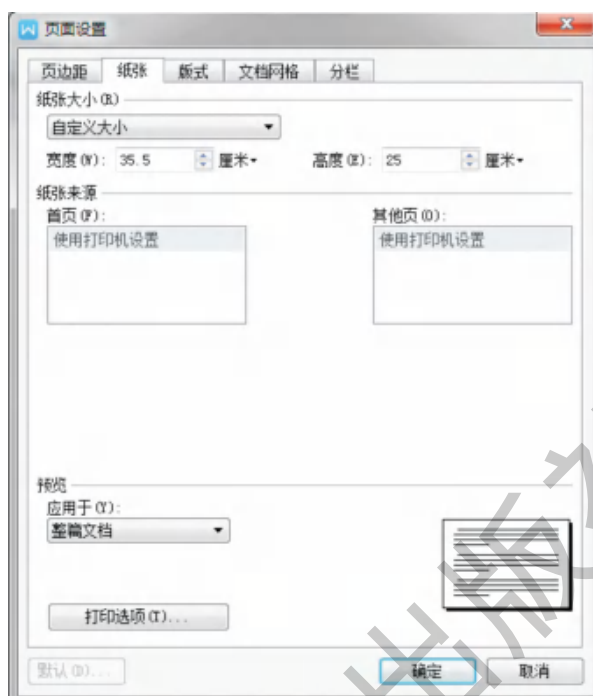 页面设置
页边距 纸张 版式 文档网格 分栏
纸张大小(R)
自定义大小
宽度(W): 35.5 厘米 高度(E): 25 厘米
纸张来源
首页(F): 其他页(O):
使用打印机设置 使用打印机设置
预览
应用于(Y):
整篇文档
打印选项(T)...
默认(D)... 确定 取消
出版